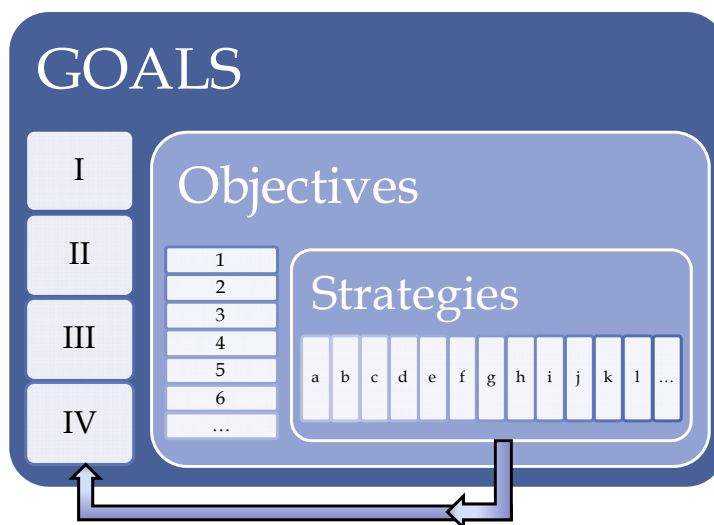 GOALS
I
II
III
IV
Objectives
1
2
3
4
5
6
…
Strategies
a b c d e f g h i j k l …